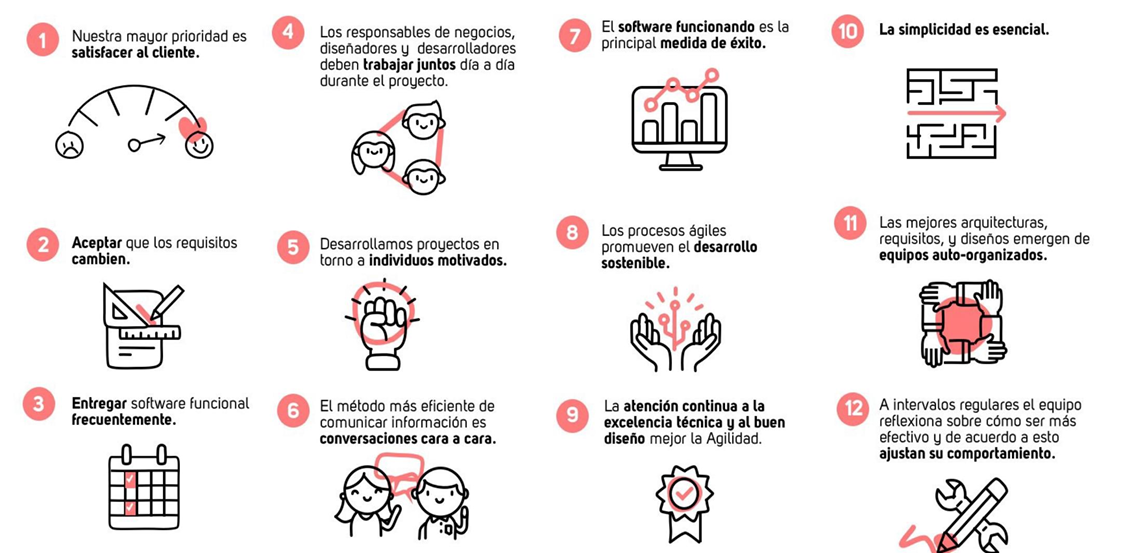 1
Nuestra mayor prioridad es
satisfacer al cliente.
2
Aceptar que los requisitos
cambien.
3
Entregar software funcional
frecuentemente.
4
Los responsables de negocios,
diseñadores y desarrolladores
deben trabajar juntos día a día
durante el proyecto.
5
Desarrollamos proyectos en
torno a individuos motivados.
6
El método más eficiente de
comunicar información es
conversaciones cara a cara.
7
El software funcionando es la
principal medida de éxito.
8
Los procesos ágiles
promueven el desarrollo
sostenible.
9
La atención continua a la
excelencia técnica y al buen
diseño mejor la Agilidad.
10
La simplicidad es esencial.
11
Las mejores arquitecturas,
requisitos, y diseños emergen de
equipos auto-organizados.
12
A intervalos regulares el equipo
reflexiona sobre cómo ser más
efectivo y de acuerdo a esto
ajustan su comportamiento.